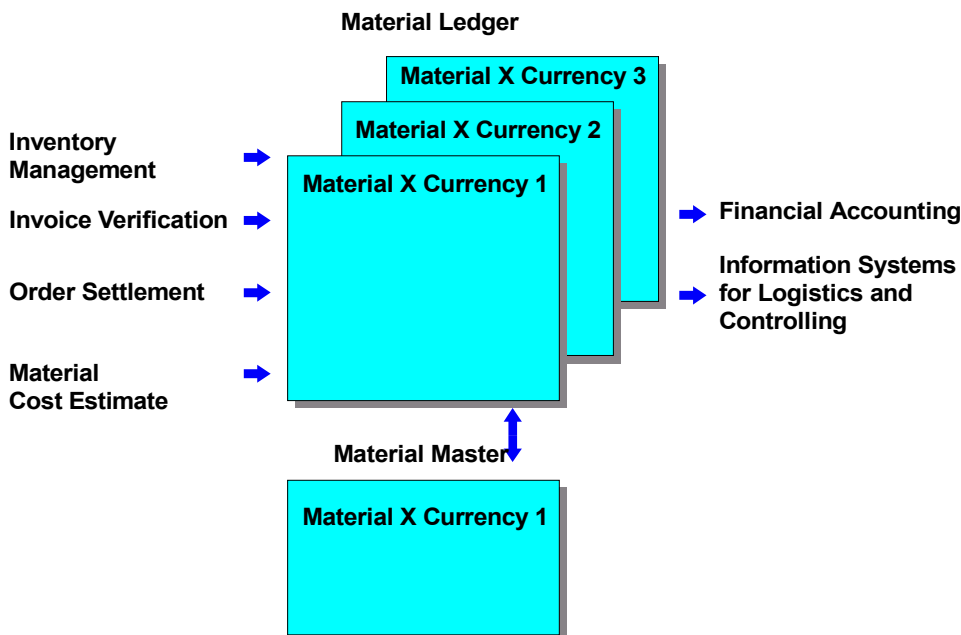 Material Ledger
Material X Currency 3
Material X Currency 2
Material X Currency 1
Inventory
Management
Invoice Verification
Order Settlement
Material
Cost Estimate
Financial Accounting
Information Systems
for Logistics and
Controlling
Material Master
Material X Currency 1